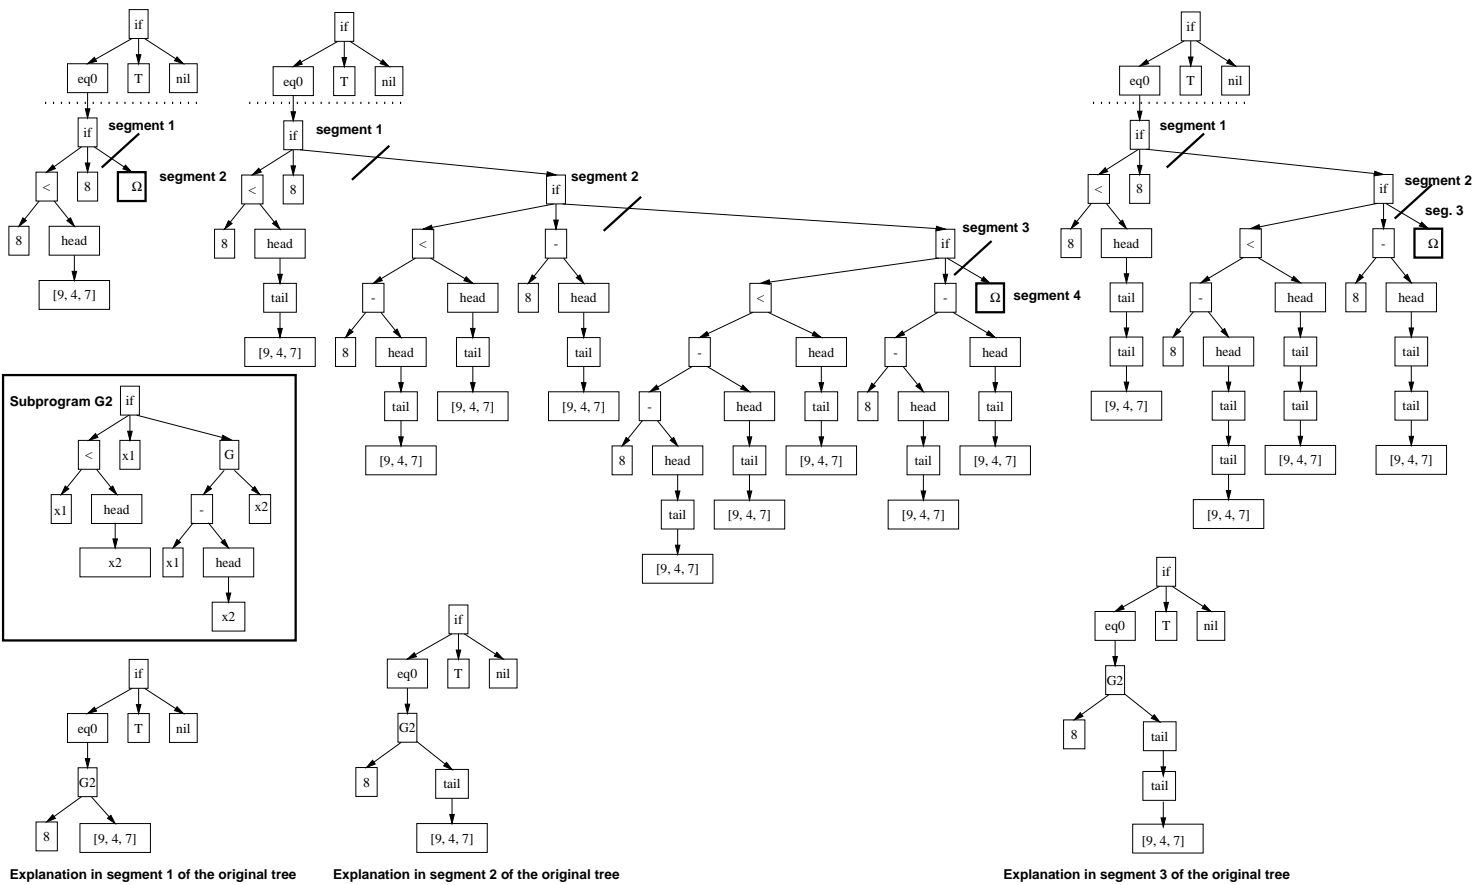 if if if
eq0 T nil eq0 T nil eq0 T nil
if segment 1 if segment 1 if segment 1
< 8 Ω segment 2 < 8 if segment 2 < 8 if segment 2
seg. 3
8 head 8 head < - if segment 3 8 head < - Ω
[9, 4, 7] tail - head 8 head < - Ω segment 4 tail - head 8 head
[9, 4, 7] 8 head tail tail - head - head tail 8 head tail tail
Subprogram G2 if tail [9, 4, 7] [9, 4, 7] - head tail 8 head tail [9, 4, 7] tail tail tail
< x1 G [9, 4, 7] 8 head tail [9, 4, 7] tail [9, 4, 7] tail [9, 4, 7] [9, 4, 7]
x1 head - x2 tail [9, 4, 7] [9, 4, 7] [9, 4, 7]
x2 x1 head [9, 4, 7]
x2
if
eq0 T nil
G2
8 [9, 4, 7]
Explanation in segment 1 of the original tree
if
eq0 T nil
G2
8 tail
[9, 4, 7]
Explanation in segment 2 of the original tree
if
eq0 T nil
G2
8 tail
tail
[9, 4, 7]
Explanation in segment 3 of the original tree